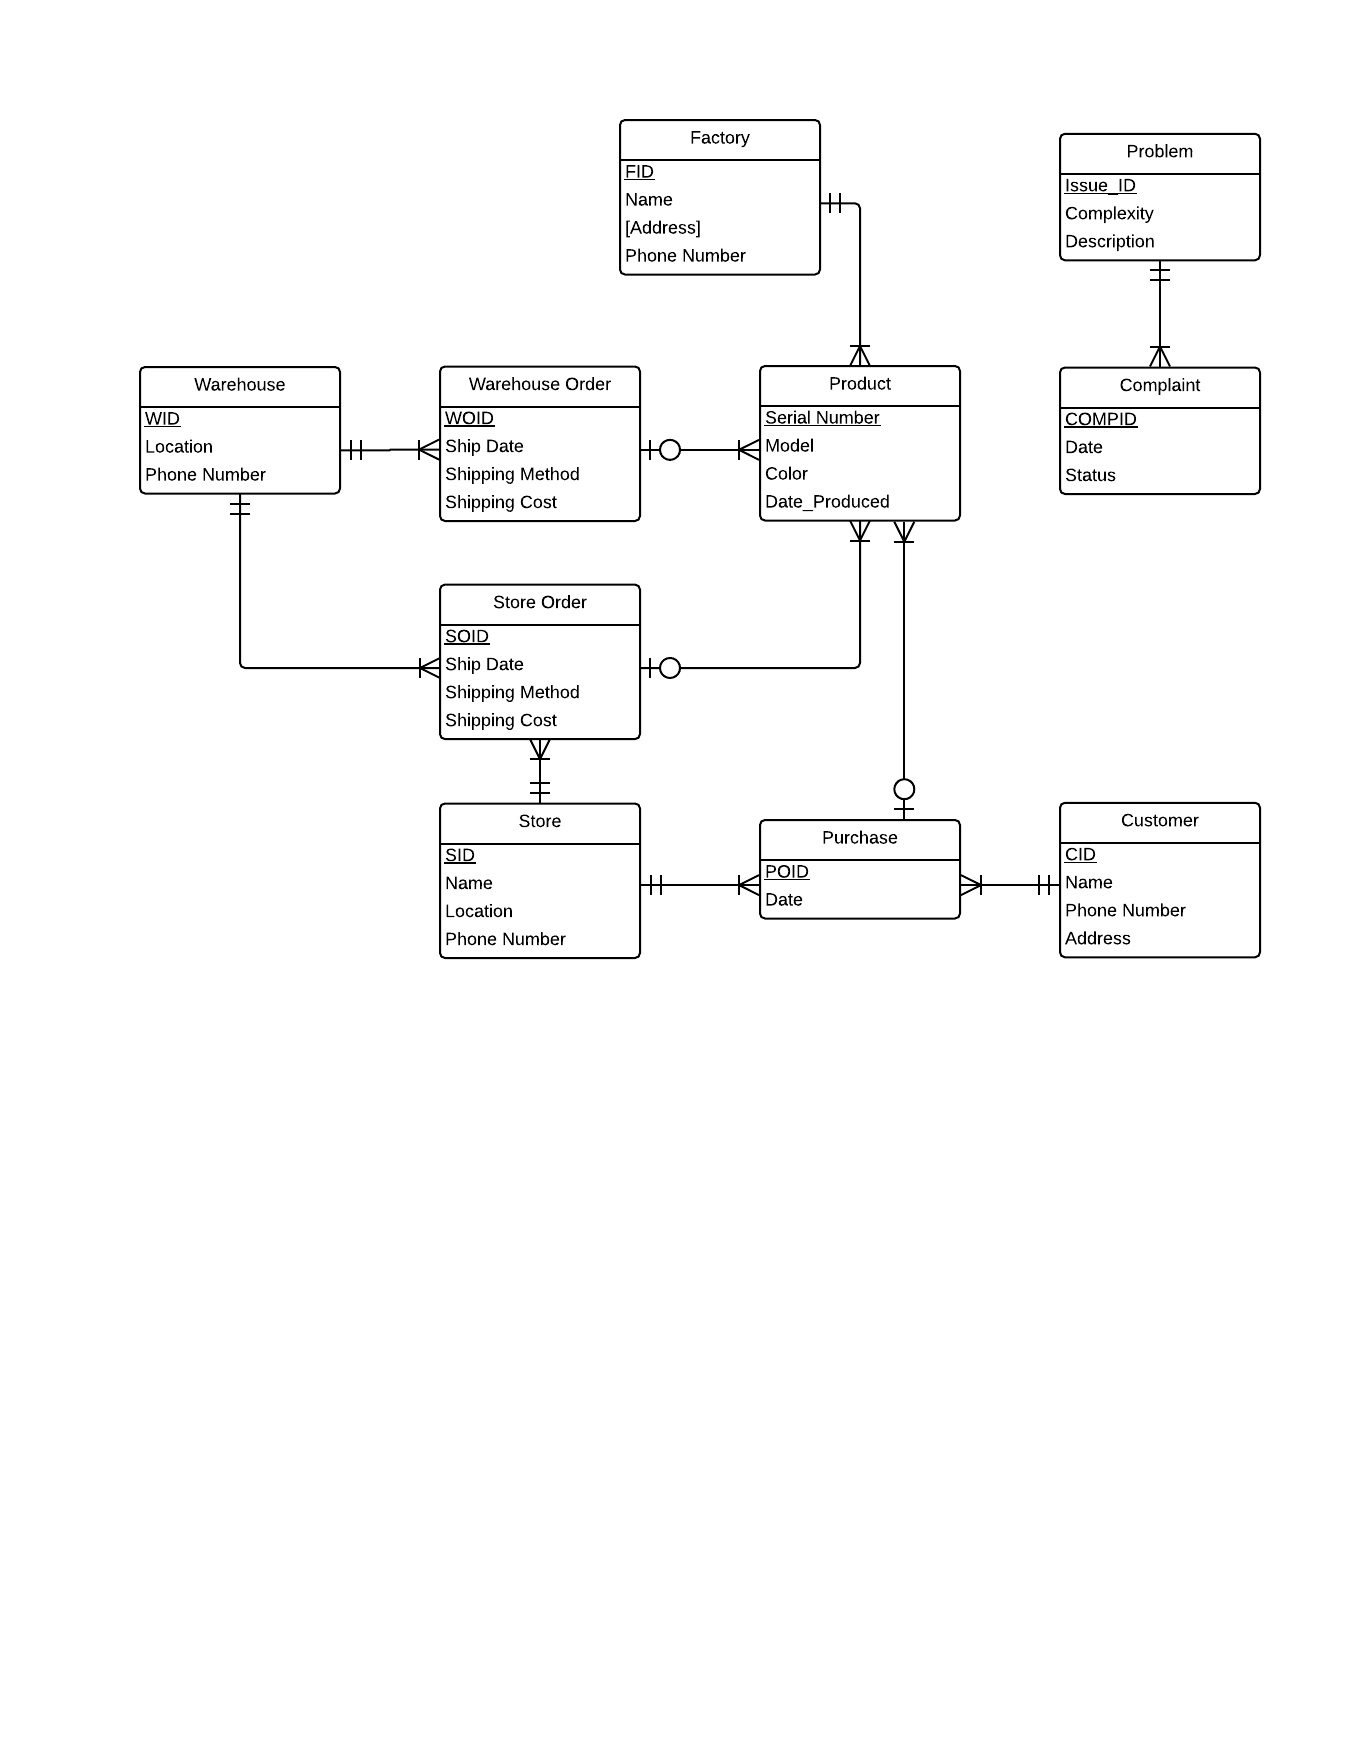 Factory
FID
Name
[Address]
Phone Number
Problem
Issue_ID
Complexity
Description
Warehouse
WID
Location
Phone Number
Warehouse Order
WOID
Ship Date
Shipping Method
Shipping Cost
Product
Serial Number
Model
Color
Date_Produced
Complaint
COMPID
Date
Status
Store Order
SOID
Ship Date
Shipping Method
Shipping Cost
Store
SID
Name
Location
Phone Number
Purchase
POID
Date
Customer
CID
Name
Phone Number
Address